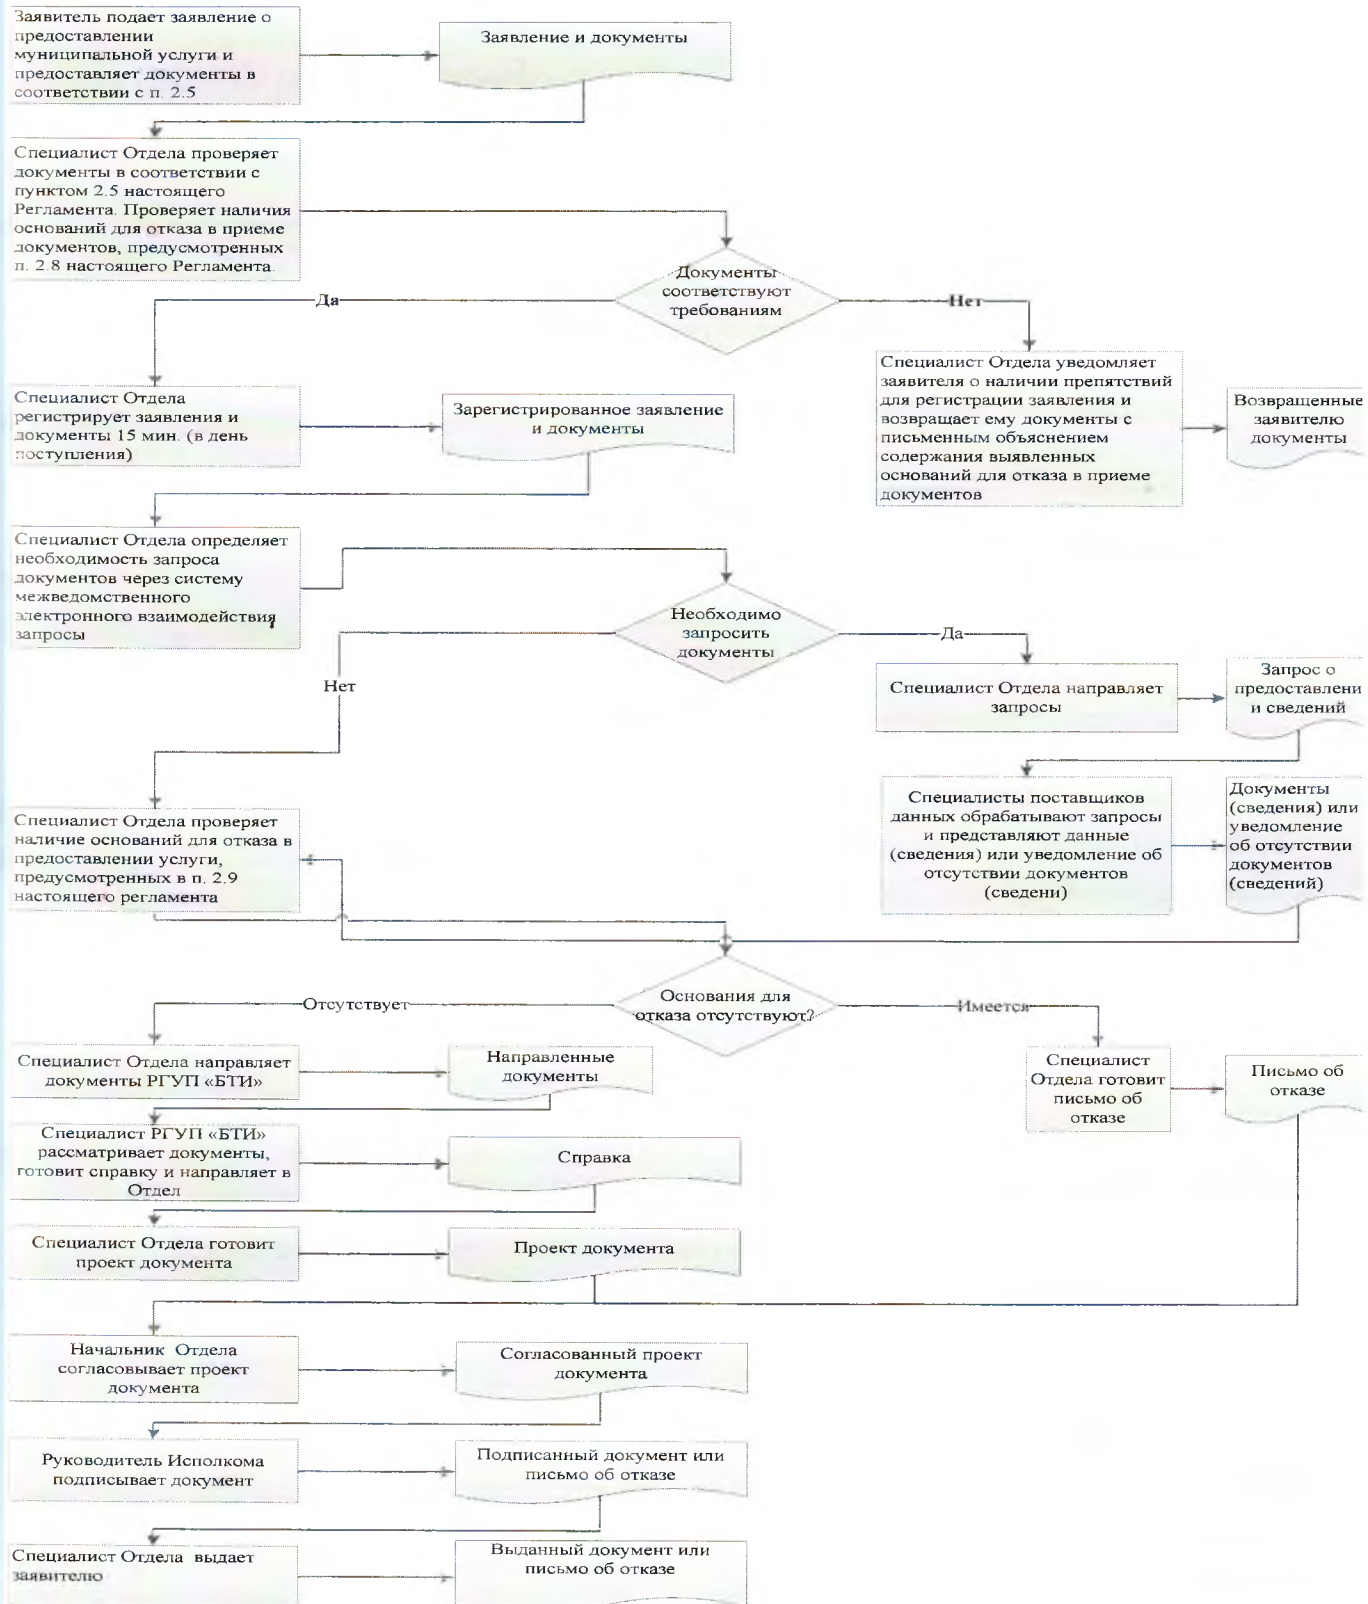 Заявитель подает заявление о
предоставлении
муниципальной услуги и
предоставляет документы в
соответствии с п. 2.5
Заявление и документы
Специалист Отдела проверяет
документы в соответствии с
пунктом 2.5 настоящего
Регламента. Проверяет наличия
оснований для отказа в приеме
документов, предусмотренных
п. 2.8 настоящего Регламента.
Документы
соответствуют
требованиям
Да
Нет
Специалист Отдела
регистрирует заявления и
документы 15 мин. (в день
поступления)
Зарегистрированное заявление
и документы
Специалист Отдела уведомляет
заявителя о наличии препятствий
для регистрации заявления и
возвращает ему документы с
письменным объяснением
содержания выявленных
оснований для отказа в приеме
документов
Возвращенные
заявителю
документы
Специалист Отдела определяет
необходимость запроса
документов через систему
межведомственного
электронного взаимодействия
запросы
Необходимо
запросить
документы
Да
Нет
Специалист Отдела направляет
запросы
Запрос о
предоставлени
и сведений
Специалисты поставщиков
данных обрабатывают запросы
и представляют данные
(сведения) или уведомление об
отсутствии документов
(сведени)
Документы
(сведения) или
уведомление
об отсутствии
документов
(сведений)
Специалист Отдела проверяет
наличие оснований для отказа в
предоставлении услуги,
предусмотренных в п. 2.9
настоящего регламента
Основания для
отказа отсутствуют?
Отсутствует
Имеется
Специалист Отдела направляет
документы РГУП «БТИ»
Направленные
документы
Специалист
Отдела готовит
письмо об
отказе
Письмо об
отказе
Специалист РГУП «БТИ»
рассматривает документы,
готовит справку и направляет в
Отдел
Справка
Специалист Отдела готовит
проект документа
Проект документа
Начальник Отдела
согласовывает проект
документа
Согласованный проект
документа
Руководитель Исполкома
подписывает документ
Подписанный документ или
письмо об отказе
Специалист Отдела выдает
заявителю
Выданный документ или
письмо об отказе